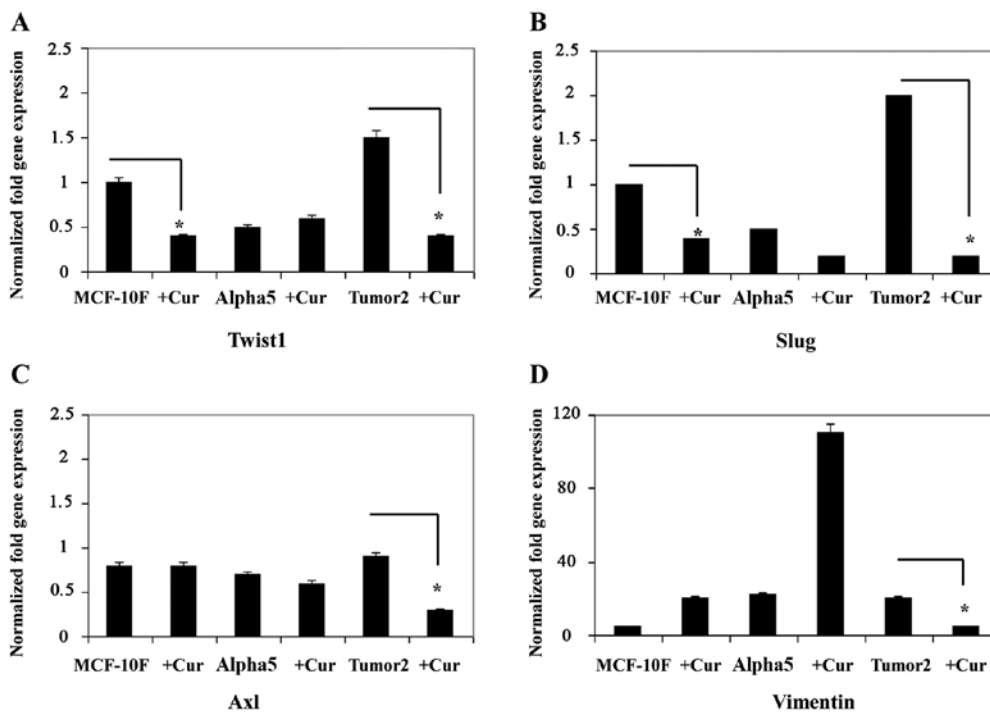 A
Normalized fold gene expression
2.5
2
1.5
1
0.5
0
*
*
MCF-10F +Cur Alpha5 +Cur Tumor2 +Cur
Twist1
B
Normalized fold gene expression
2.5
2
1.5
1
0.5
0
*
*
MCF-10F +Cur Alpha5 +Cur Tumor2 +Cur
Slug
C
Normalized fold gene expression
2.5
2
1.5
1
0.5
0
*
MCF-10F +Cur Alpha5 +Cur Tumor2 +Cur
Axl
D
Normalized fold gene expression
120
80
40
0
*
MCF-10F +Cur Alpha5 +Cur Tumor2 +Cur
Vimentin